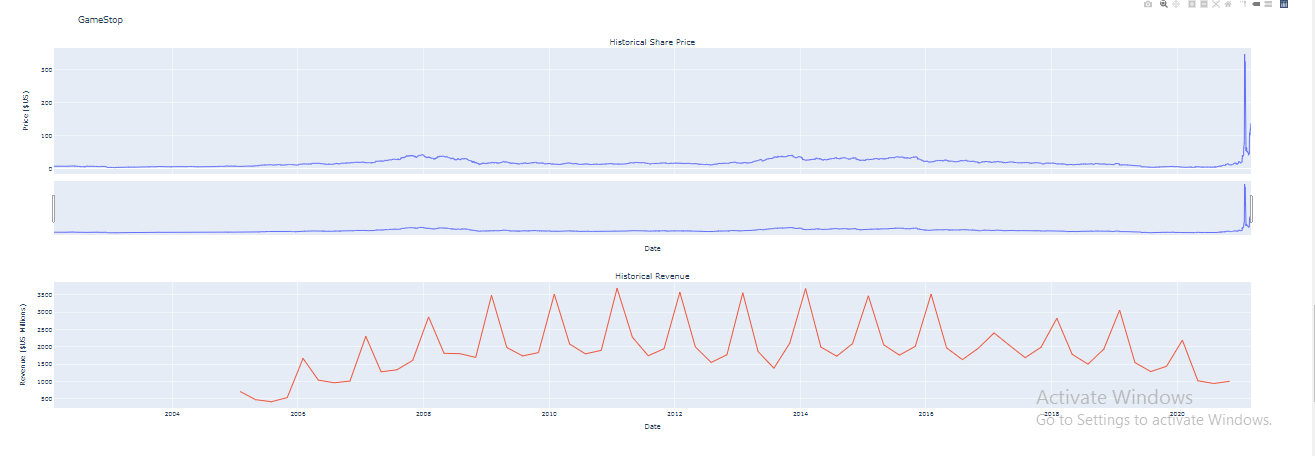 GameStop
Historical Share Price
Price ($US)
300
200
100
0
Date
Historical Revenue
Revenue ($US Millions)
3500
3000
2500
2000
1500
1000
500
2004 2006 2008 2010 2012 2014 2016 2018 2020
Date
Activate Windows
Go to Settings to activate Windows.